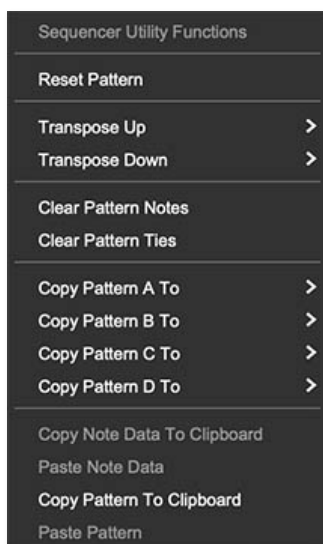 Sequencer Utility Functions
Reset Pattern
Transpose Up
Transpose Down
Clear Pattern Notes
Clear Pattern Ties
Copy Pattern A To
Copy Pattern B To
Copy Pattern C To
Copy Pattern D To
Copy Note Data To Clipboard
Paste Note Data
Copy Pattern To Clipboard
Paste Pattern